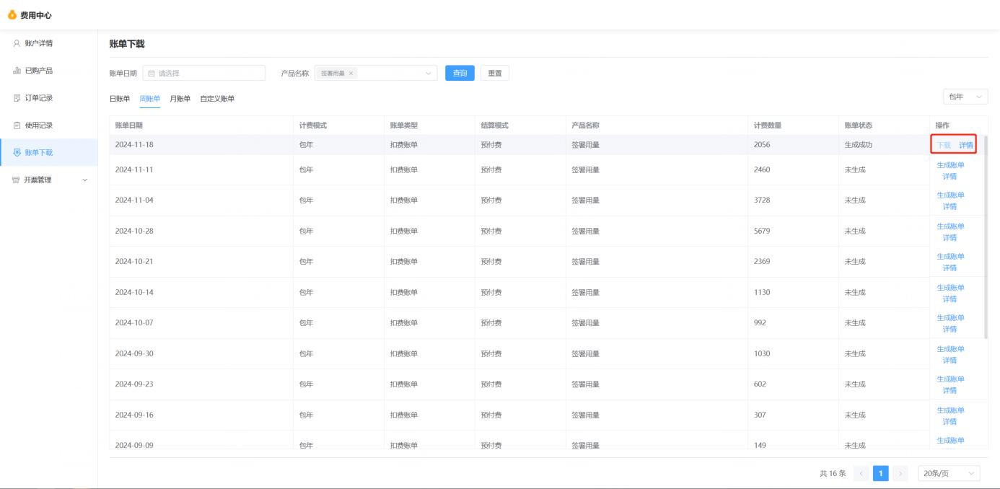 费用中心
账户详情
已购产品
订单记录
使用记录
账单下载
开票管理
账单下载
账单日期 请选择 产品名称 签署用量 × 查询 重置
日账单 周账单 月账单 自定义账单 包年
账单日期 计费模式 账单类型 结算模式 产品名称 计费数量 账单状态 操作
2024-11-18 包年 扣费账单 预付费 签署用量 2056 生成成功 下载 详情
2024-11-11 包年 扣费账单 预付费 签署用量 2460 未生成 生成账单 详情
2024-11-04 包年 扣费账单 预付费 签署用量 3728 未生成 生成账单 详情
2024-10-28 包年 扣费账单 预付费 签署用量 5679 未生成 生成账单 详情
2024-10-21 包年 扣费账单 预付费 签署用量 2369 未生成 生成账单 详情
2024-10-14 包年 扣费账单 预付费 签署用量 1130 未生成 生成账单 详情
2024-10-07 包年 扣费账单 预付费 签署用量 992 未生成 生成账单 详情
2024-09-30 包年 扣费账单 预付费 签署用量 1030 未生成 生成账单 详情
2024-09-23 包年 扣费账单 预付费 签署用量 602 未生成 生成账单 详情
2024-09-16 包年 扣费账单 预付费 签署用量 307 未生成 生成账单 详情
2024-09-09 包年 扣费账单 预付费 签署用量 149 未生成 生成账单
共 16 条 < 1 > 20条/页